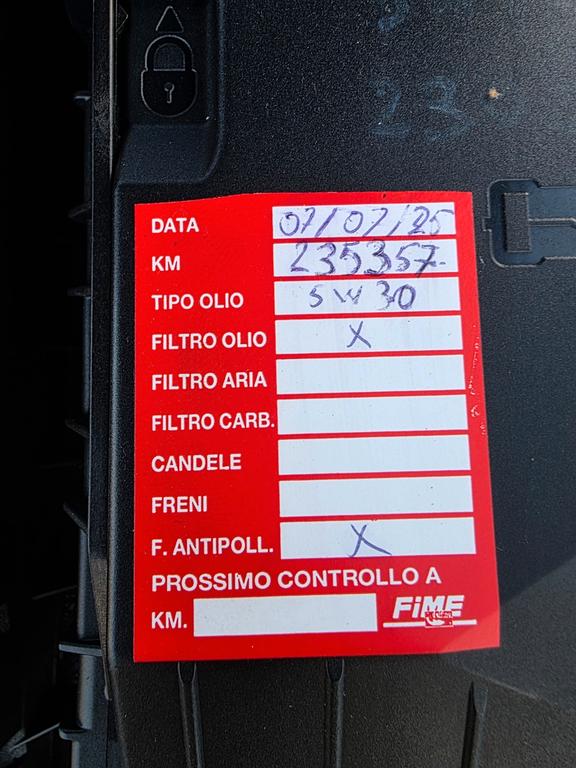 DATA 07/07/25
KM 235357
TIPO OLIO 5W30
FILTRO OLIO X
FILTRO ARIA
FILTRO CARB.
CANDELE
FRENI
F. ANTIPOLL. X
PROSSIMO CONTROLLO A
KM. FiME